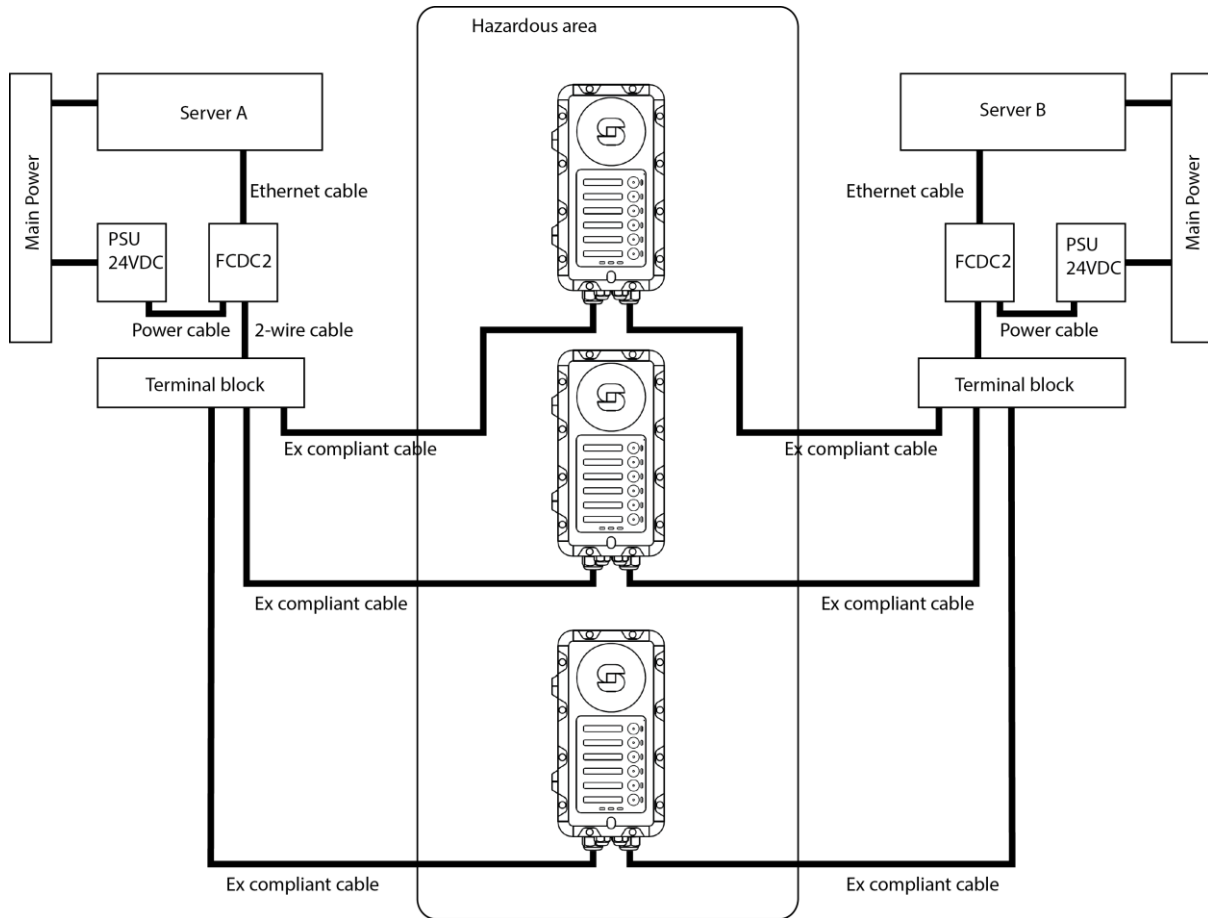 Hazardous area
Server A
Server B
Main Power
Main Power
Ethernet cable
Ethernet cable
PSU
24VDC
FCDC2
FCDC2
PSU
24VDC
Power cable
2-wire cable
Power cable
Terminal block
Terminal block
Ex compliant cable
Ex compliant cable
Ex compliant cable
Ex compliant cable
Ex compliant cable
Ex compliant cable